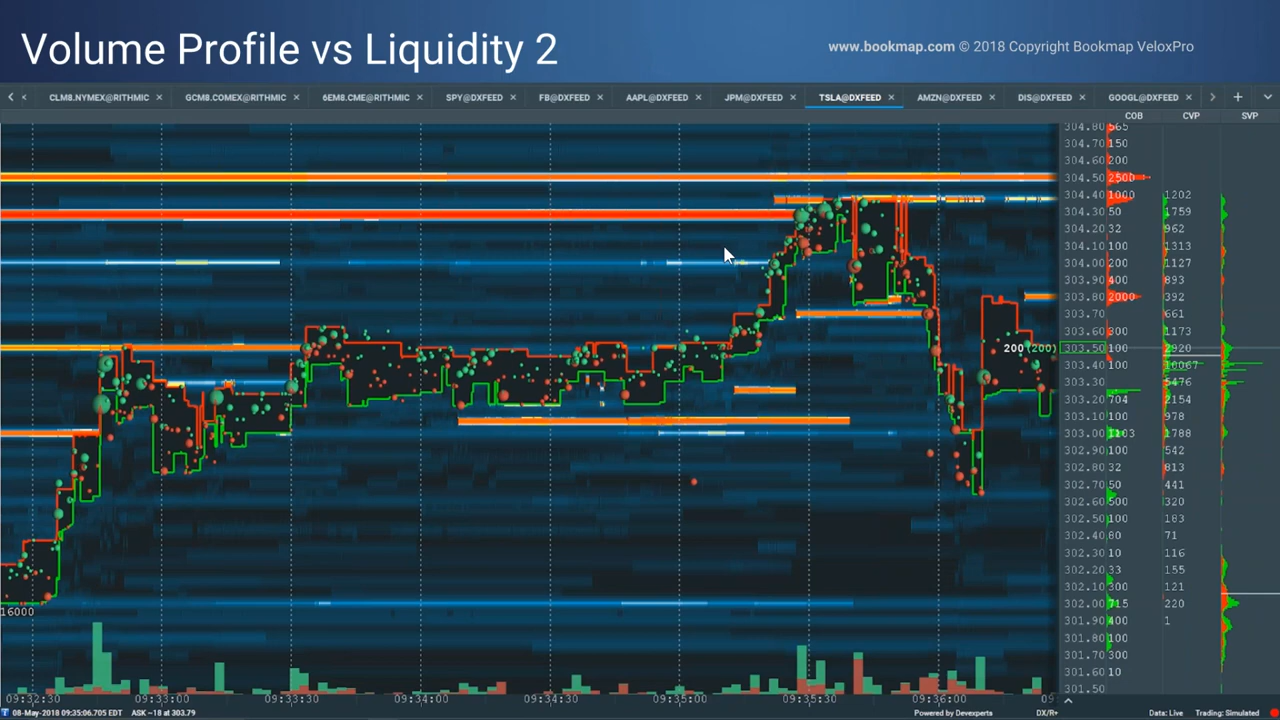 Volume Profile vs Liquidity 2
www.bookmap.com © 2018 Copyright Bookmap VeloxPro
CLM8.NYMEX@RITHMIC × GCM8.COMEX@RITHMIC × 6EM8.CME@RITHMIC × SPY@DXFEED × FB@DXFEED × AAPL@DXFEED × JPM@DXFEED × TSLA@DXFEED × AMZN@DXFEED × DIS@DXFEED × GOOGL@DXFEED ×
COB CVP SVP
304.80 565
304.70 150
304.60 200
304.50 2500
304.40 1000 1202
304.30 50 1759
304.20 32 962
304.10 100 1313
304.00 200 1127
303.90 400 893
303.80 2000 392
303.70 661
303.60 1173
200 (200) 303.50 100 2920
303.40 100 10067
303.30 5476
303.20 704 2154
303.10 100 978
303.00 1788
302.90 100 542
302.80 32 813
302.70 50 441
302.60 500 320
302.50 100 183
302.40 80 71
302.30 10 116
302.20 33 155
302.10 300 121
302.00 715 220
301.90 400 1
301.80 100
301.70 300
301.60 10
301.50
16000
09:32:30 09:33:00 09:33:30 09:34:00 09:34:30 09:35:00 09:35:30 09:36:00 09:
08-May-2018 09:35:06.705 EDT ASK ~18 at 303.79 Powered by Devexperts DX/R+ Data: Live Trading: Simulated